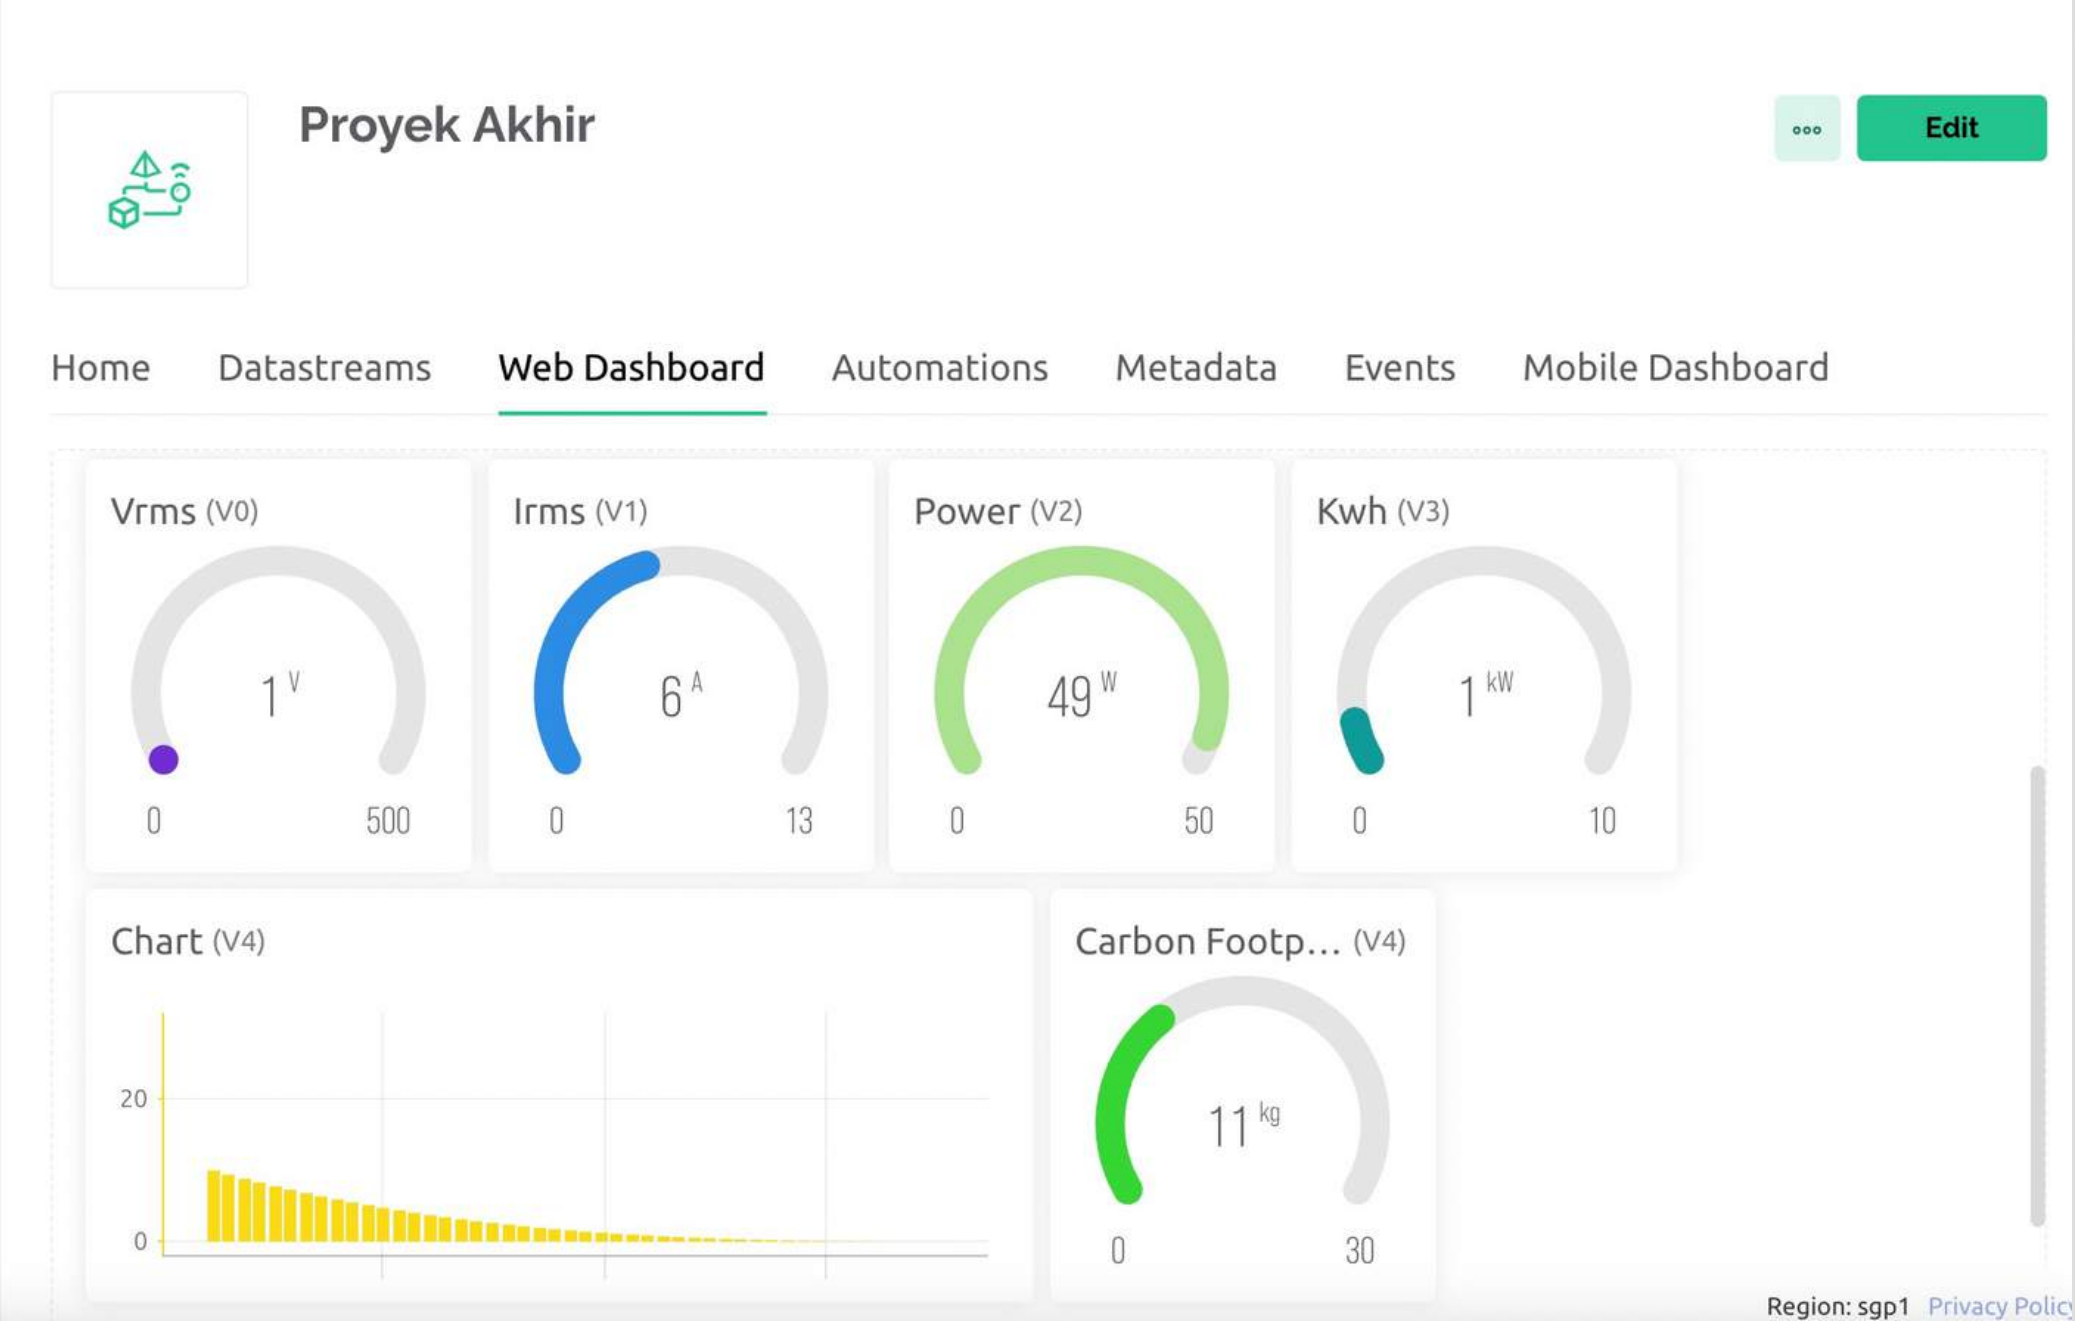 Proyek Akhir
Edit
Home Datastreams Web Dashboard Automations Metadata Events Mobile Dashboard
Vrms (V0)
1 V
0 500
Irms (V1)
6 A
0 13
Power (V2)
49 W
0 50
Kwh (V3)
1 kW
0 10
Chart (V4)
20
0
Carbon Footp... (V4)
11 kg
0 30
Region: sgp1 Privacy Policy